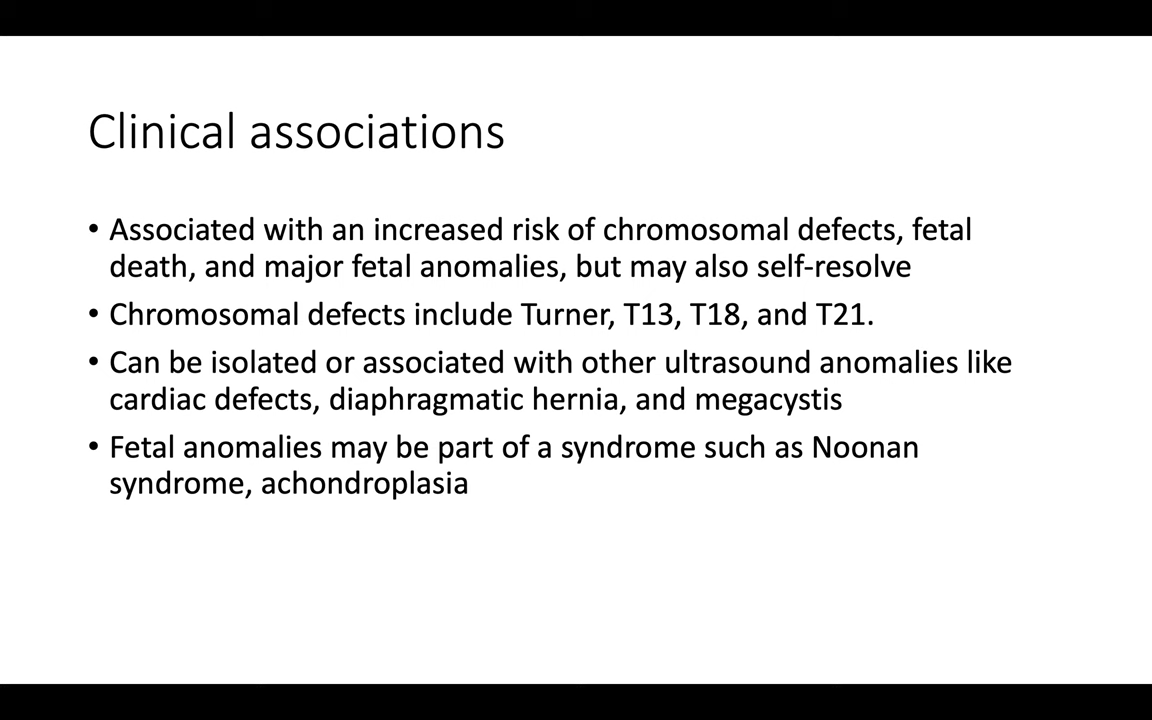 Clinical associations
• Associated with an increased risk of chromosomal defects, fetal
death, and major fetal anomalies, but may also self-resolve
• Chromosomal defects include Turner, T13, T18, and T21.
• Can be isolated or associated with other ultrasound anomalies like
cardiac defects, diaphragmatic hernia, and megacystis
• Fetal anomalies may be part of a syndrome such as Noonan
syndrome, achondroplasia